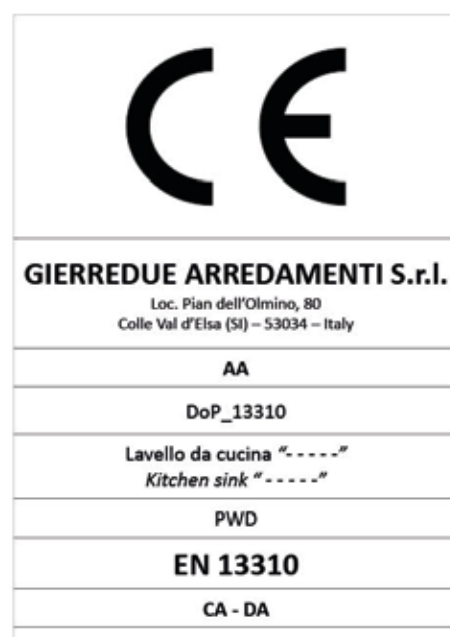 CE
GIERREDUE ARREDAMENTI S.r.l.
Loc. Pian dell'Olmino, 80
Colle Val d'Elsa (SI) – 53034 – Italy
AA
DoP_13310
Lavello da cucina "- - - - -"
Kitchen sink " - - - - -"
PWD
EN 13310
CA - DA